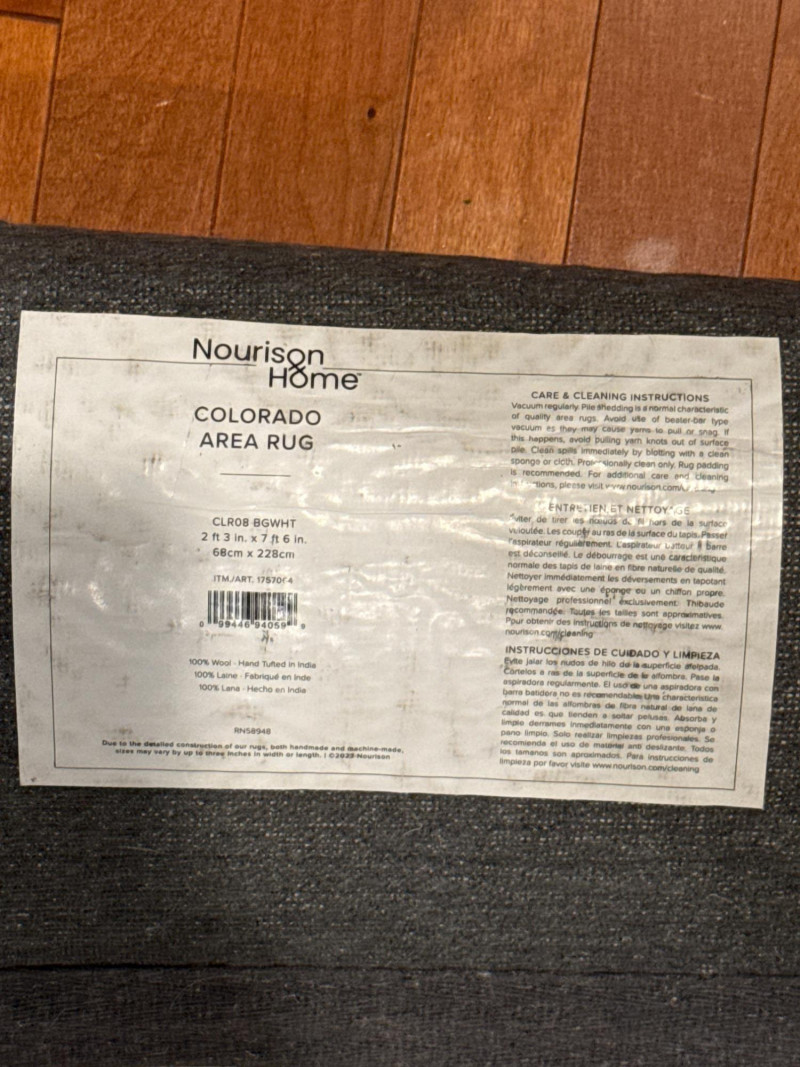 Nourison
Home™
COLORADO
AREA RUG
CLR08 BGWHT
2 ft 3 in. x 7 ft 6 in.
68cm x 228cm
ITM./ART. 17570
0 99446 94059 9
100% Wool · Hand Tufted in India
100% Laine · Fabriqué en Inde
100% Lana · Hecho en India
RN58948
Due to the detailed construction of our rugs, both handmade and machine-made,
sizes may vary by up to three inches in width or length. | ©2023 Nourison
CARE & CLEANING INSTRUCTIONS
Vacuum regularly. Pile shedding is a normal characteristic
of quality area rugs. Avoid use of beater-bar type
vacuum as they may cause yarns to pull or snag. If
this happens, avoid pulling yarn knots out of surface
pile. Clean spills immediately by blotting with a clean
sponge or cloth. Professionally clean only. Rug padding
is recommended. For additional care and cleaning
please visit www.nourison.com/
ENTRETIEN ET NETTOYAGE
de tirer les noeuds du fil hors de la surface
veloutée. Les couper au ras de la surface du tapis. Passer
l'aspirateur régulièrement. L'aspirateur batteur à barre
est déconseillé. Le débourrage est une caractéristique
normale des tapis de laine en fibre naturelle de qualité.
Nettoyer immédiatement les déversements en tapotant
légèrement avec une éponge ou un chiffon propre.
Nettoyage professionnel exclusivement. Thibaude
recommandée. Toutes les tailles sont approximatives.
Pour obtenir des instructions de nettoyage visitez www.
nourison.com/cleaning
INSTRUCCIONES DE CUIDADO Y LIMPIEZA
Evite jalar los nudos de hilo de la superficie afelpada.
Córtelos a ras de la superficie de la alfombra. Pase la
aspiradora regularmente. El uso de una aspiradora con
barra batidora no es recomendable. Una característica
normal de las alfombras de fibra natural de lana de
calidad es que tienden a soltar pelusas. Absorbe y
limpie derrames inmediatamente con una esponja o
pano limpio. Solo realizar limpiezas profesionales. Se
recomienda el uso de material anti deslizante. Todos
los tamanos son aproximados. Para instrucciones de
limpieza por favor visite www.nourison.com/cleaning